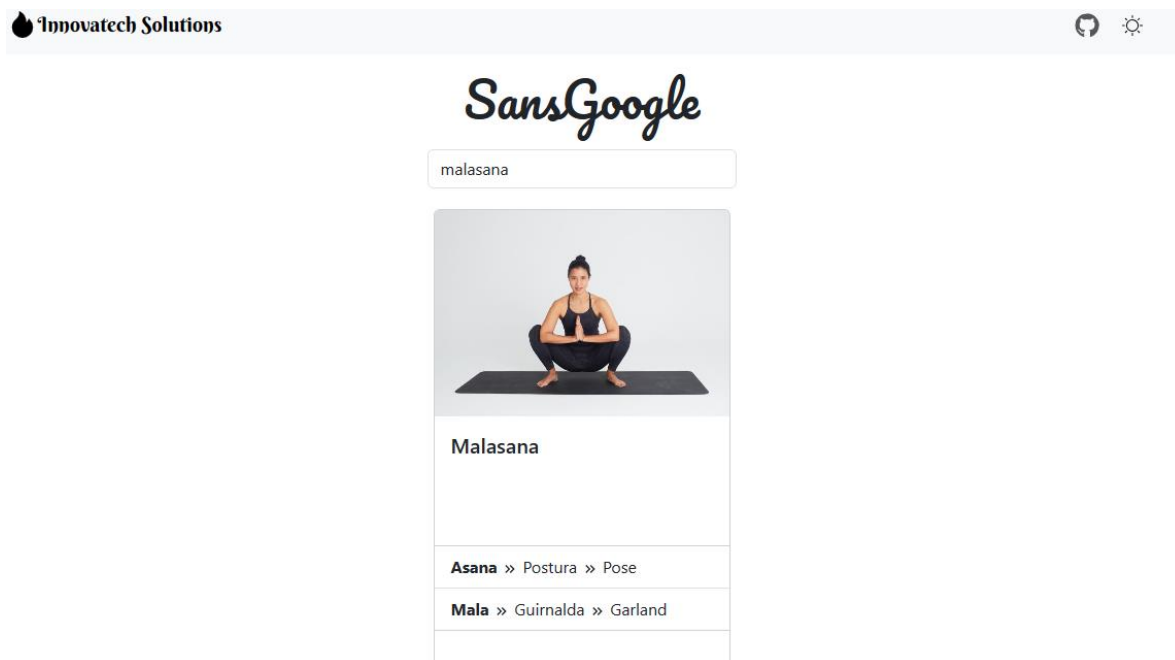 Innovatech Solutions
SansGoogle
malasana
Malasana
Asana » Postura » Pose
Mala » Guirnalda » Garland